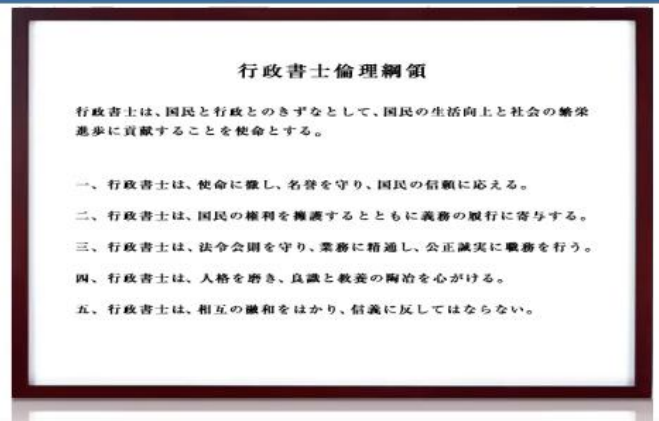 行政書士倫理綱領
行政書士は、国民と行政とのきずなとして、国民の生活向上と社会の繁栄
進歩に貢献することを使命とする。
一、行政書士は、使命に徹し、名誉を守り、国民の信頼に応える。
二、行政書士は、国民の権利を擁護するとともに義務の履行に寄与する。
三、行政書士は、法令会則を守り、業務に精通し、公正誠実に職務を行う。
四、行政書士は、人格を磨き、良識と教養の陶冶を心がける。
五、行政書士は、相互の融和をはかり、信義に反してはならない。